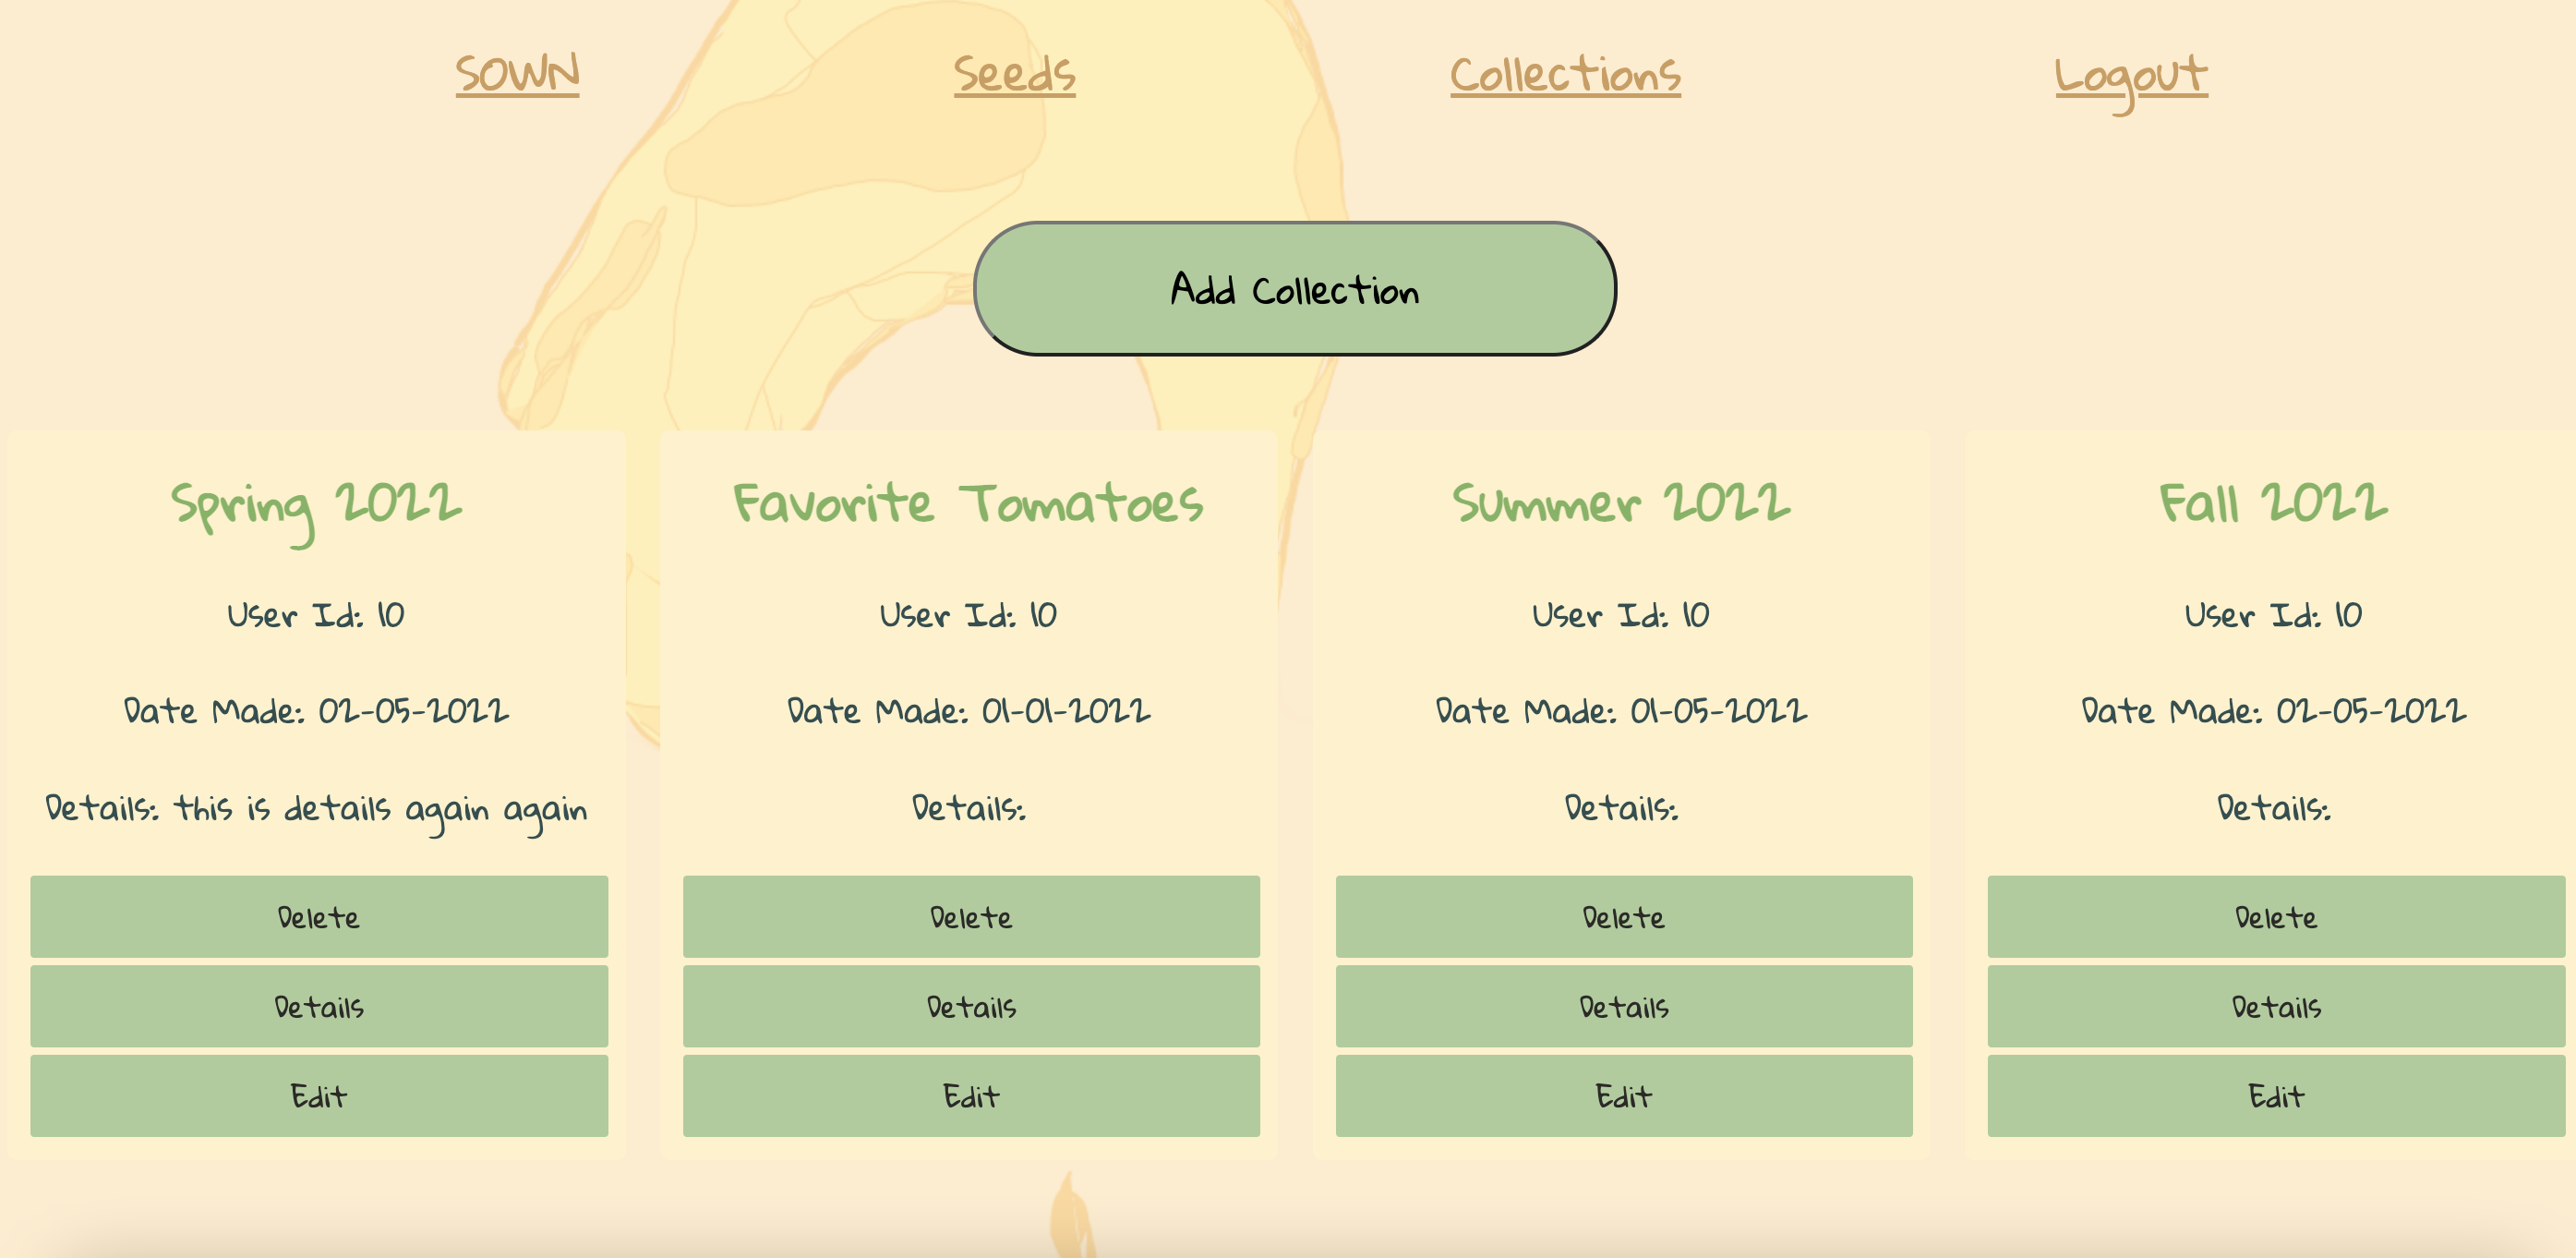 SOWN Seeds Collections Logout
Add Collection
Spring 2022
User Id: 10
Date Made: 02-05-2022
Details: this is details again again
Delete
Details
Edit
Favorite Tomatoes
User Id: 10
Date Made: 01-01-2022
Details:
Delete
Details
Edit
Summer 2022
User Id: 10
Date Made: 01-05-2022
Details:
Delete
Details
Edit
Fall 2022
User Id: 10
Date Made: 02-05-2022
Details:
Delete
Details
Edit